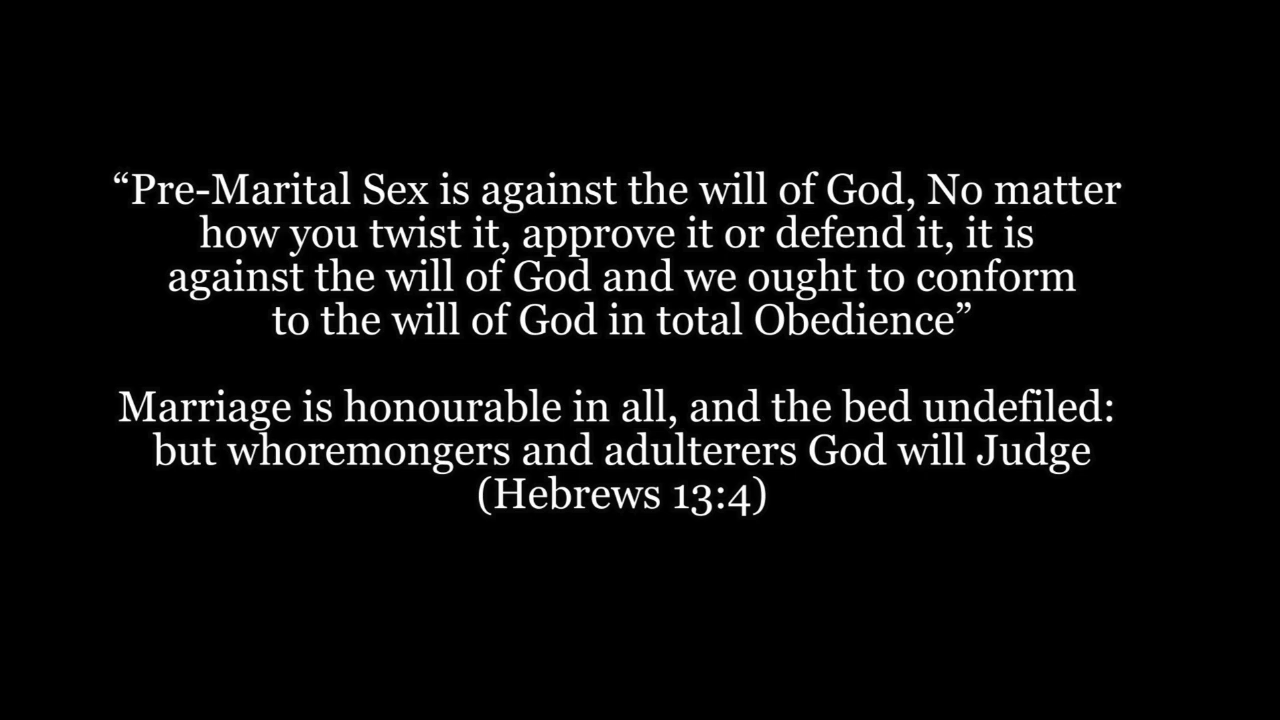 “Pre-Marital Sex is against the will of God, No matter
how you twist it, approve it or defend it, it is
against the will of God and we ought to conform
to the will of God in total Obedience”
Marriage is honourable in all, and the bed undefiled:
but whoremongers and adulterers God will Judge
(Hebrews 13:4)